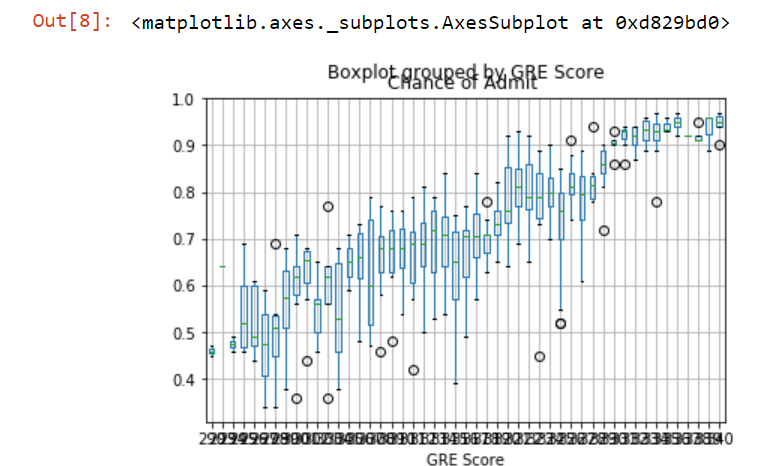 Out[8]: <matplotlib.axes._subplots.AxesSubplot at 0xd829bd0>
Boxplot grouped by GRE Score
Chance of Admit
1.0
0.9
0.8
0.7
0.6
0.5
0.4
GRE Score